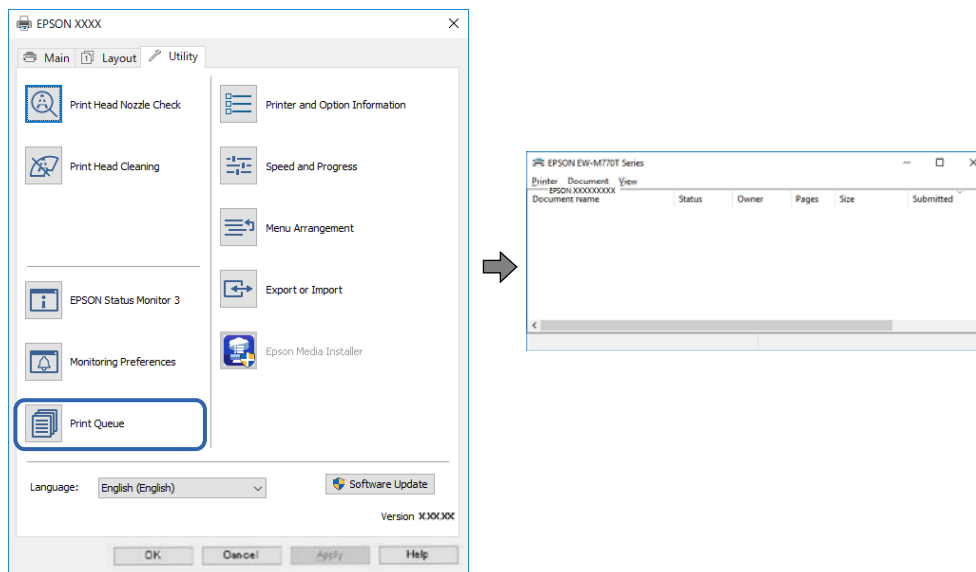 EPSON XXXX
Main
Layout
Utility
Print Head Nozzle Check
Print Head Cleaning
EPSON Status Monitor 3
Monitoring Preferences
Print Queue
Printer and Option Information
Speed and Progress
Menu Arrangement
Export or Import
Epson Media Installer
Language: English (English)
Software Update
Version X.XX.XX
OK Cancel Apply Help
EPSON EW-M770T Series
Printer Document View
EPSON XXXXXXXXX
Document Name Status Owner Pages Size Submitted